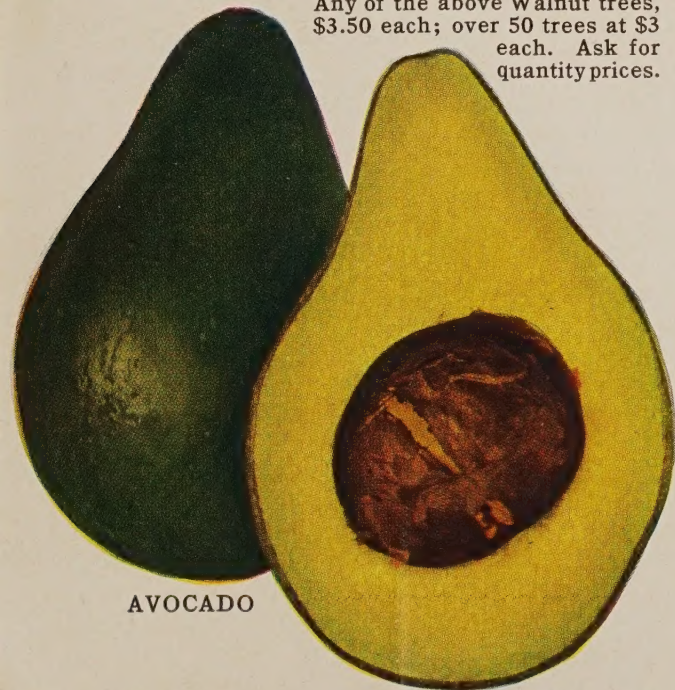 Any of the above Walnut trees,
$3.50 each; over 50 trees at $3
each. Ask for
quantity prices.
AVOCADO